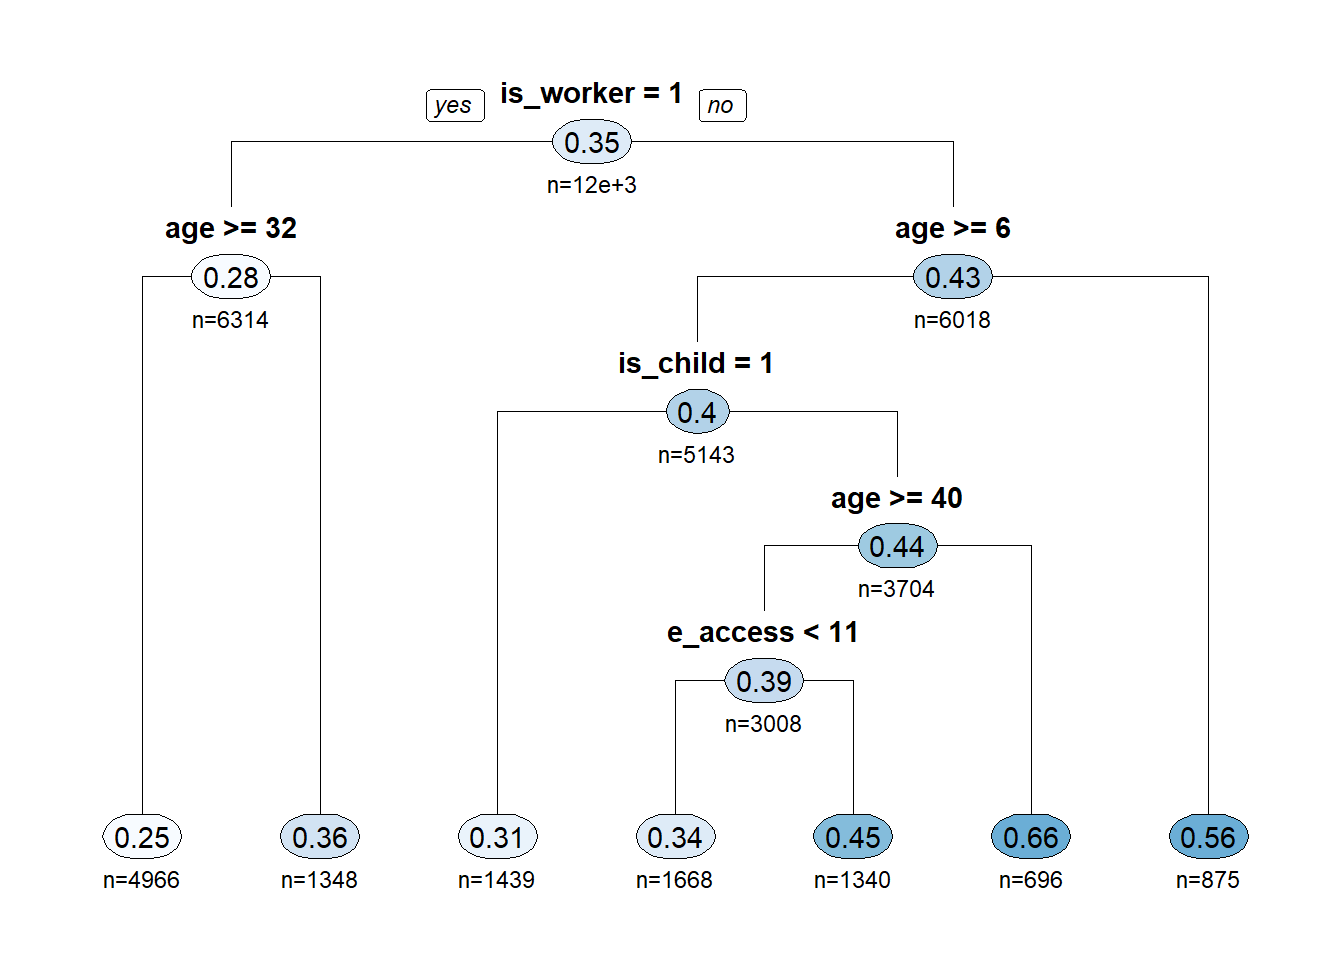 yes is_worker = 1 no
0.35
n=12e+3
age >= 32 age >= 6
0.28 0.43
n=6314 n=6018
is_child = 1
0.4
n=5143
age >= 40
0.44
n=3704
e_access < 11
0.39
n=3008
0.25 0.36 0.31 0.34 0.45 0.66 0.56
n=4966 n=1348 n=1439 n=1668 n=1340 n=696 n=875